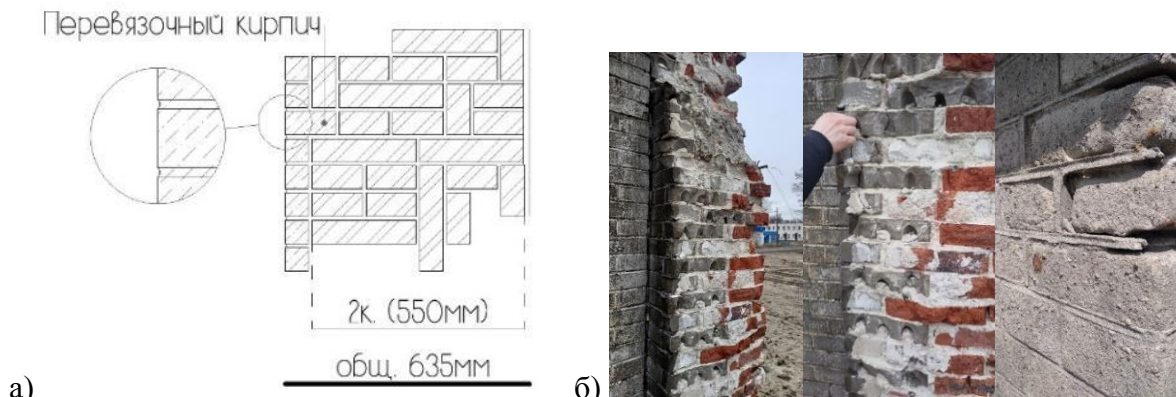 Перевязочный кирпич
2к. (550мм)
общ. 635мм
а)
б)